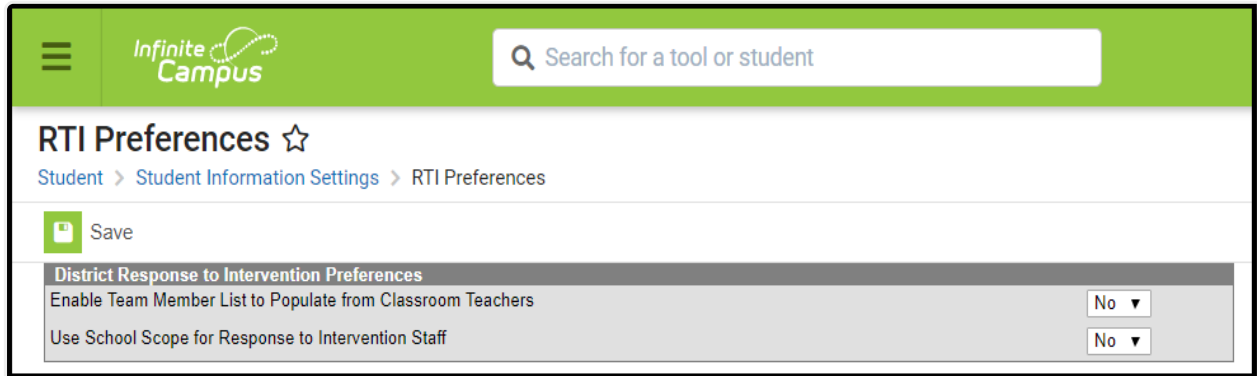 Infinite
Campus
Search for a tool or student
RTI Preferences
Student > Student Information Settings > RTI Preferences
Save
District Response to Intervention Preferences
Enable Team Member List to Populate from Classroom Teachers No
Use School Scope for Response to Intervention Staff No